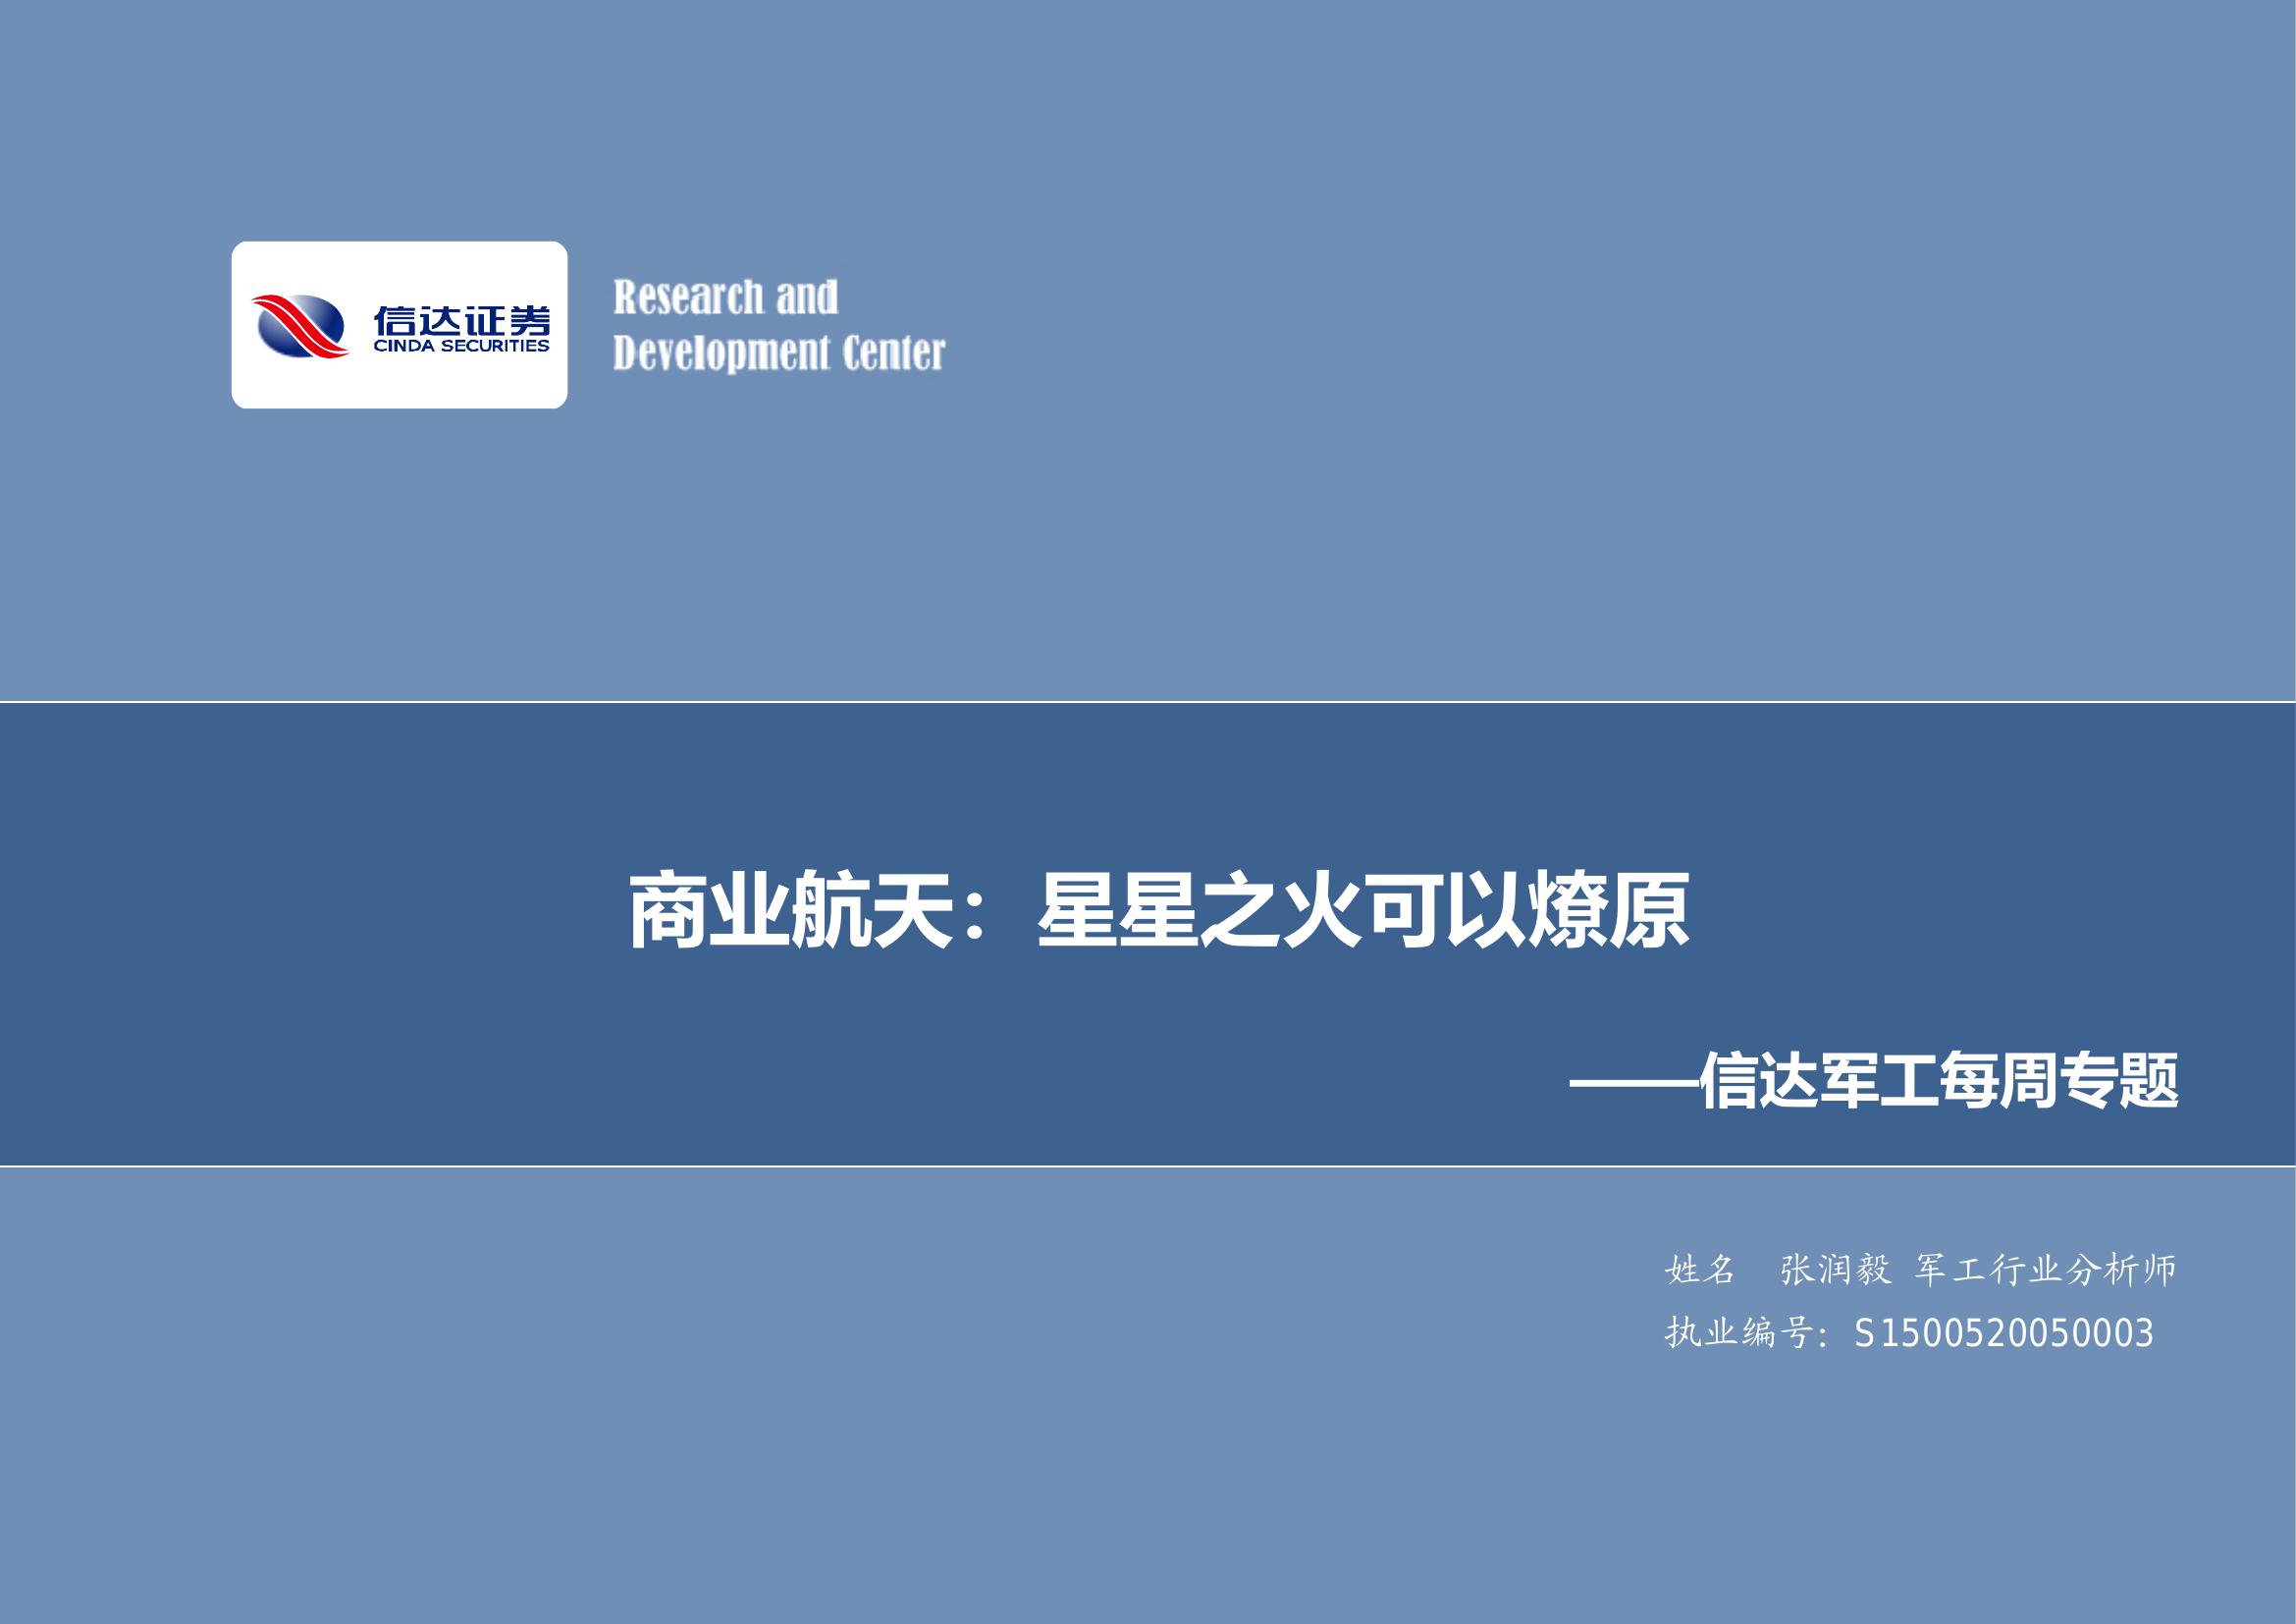 信达证券
CINDA SECURITIES
Research and
Development Center
商业航天：星星之火可以燎原
——信达军工每周专题
姓名 张润毅 军工行业分析师
执业编号：S1500520050003